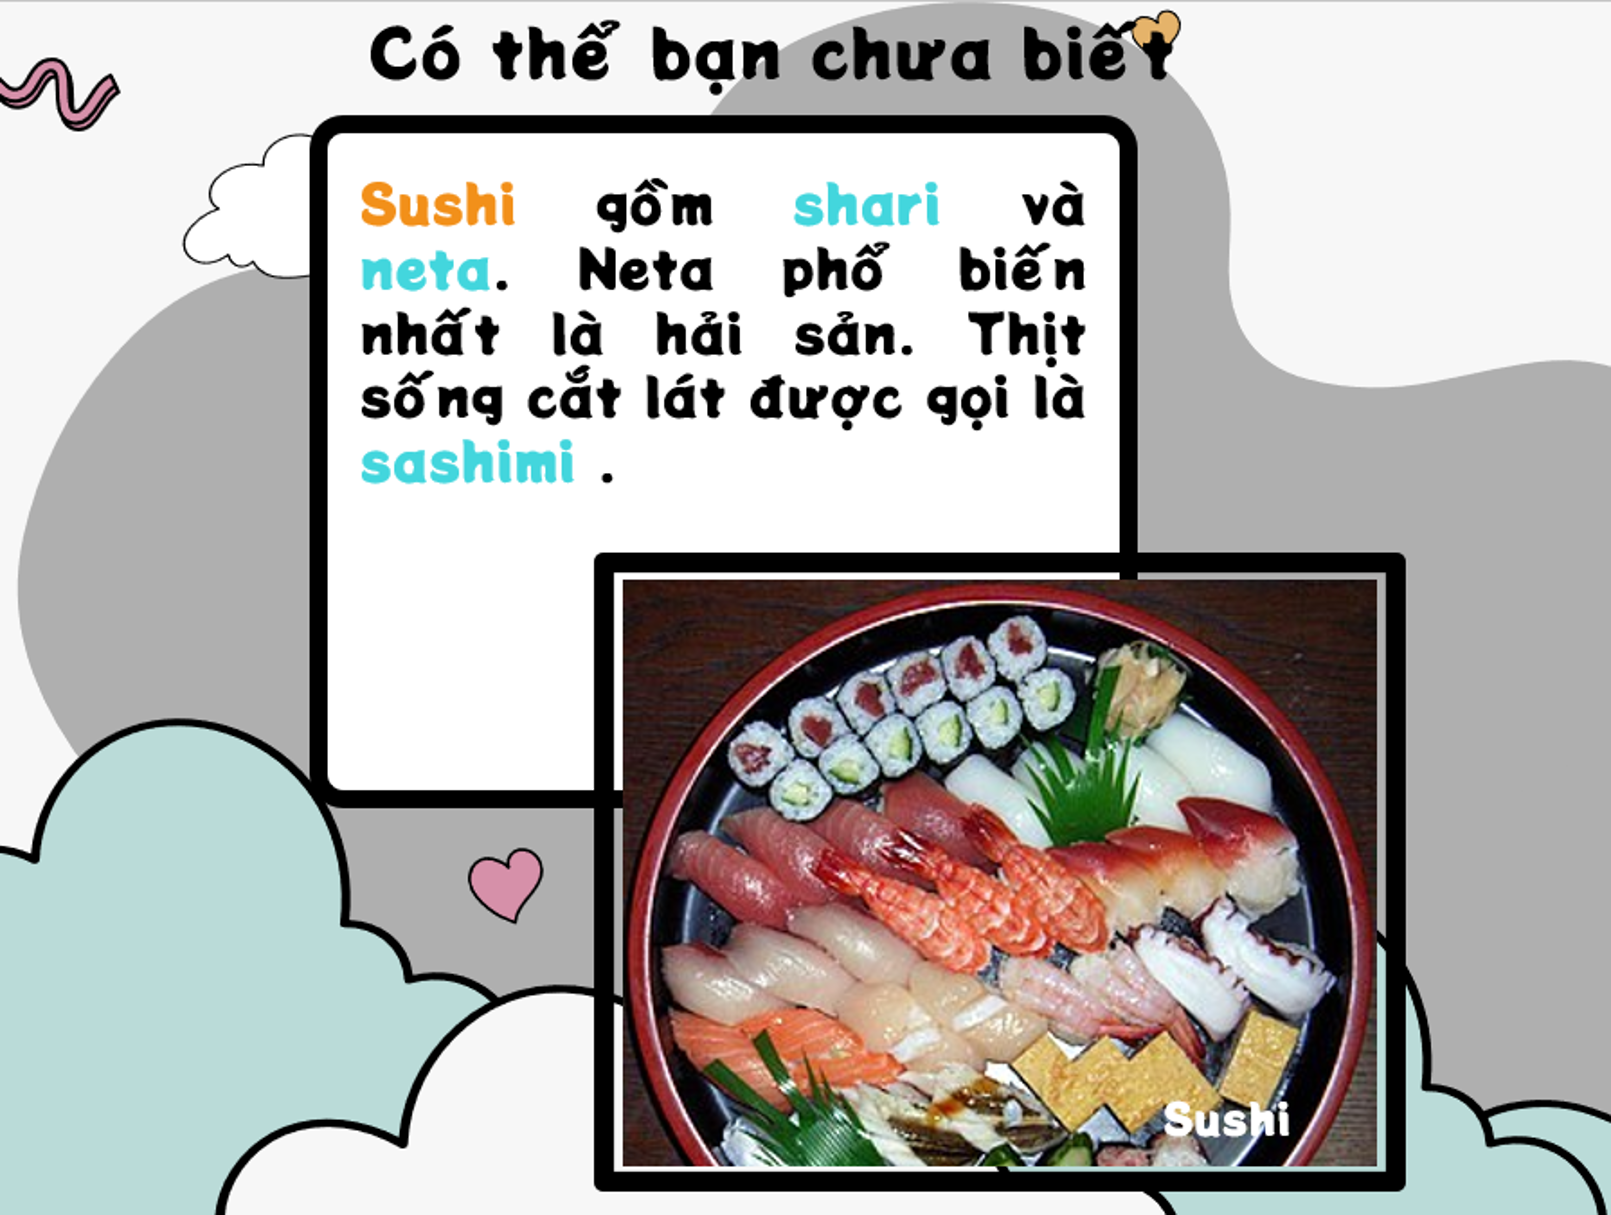 Có thể bạn chưa biết
Sushi gồm shari và
neta. Neta phổ biến
nhất là hải sản. Thịt
sống cắt lát được gọi là
sashimi .
Sushi